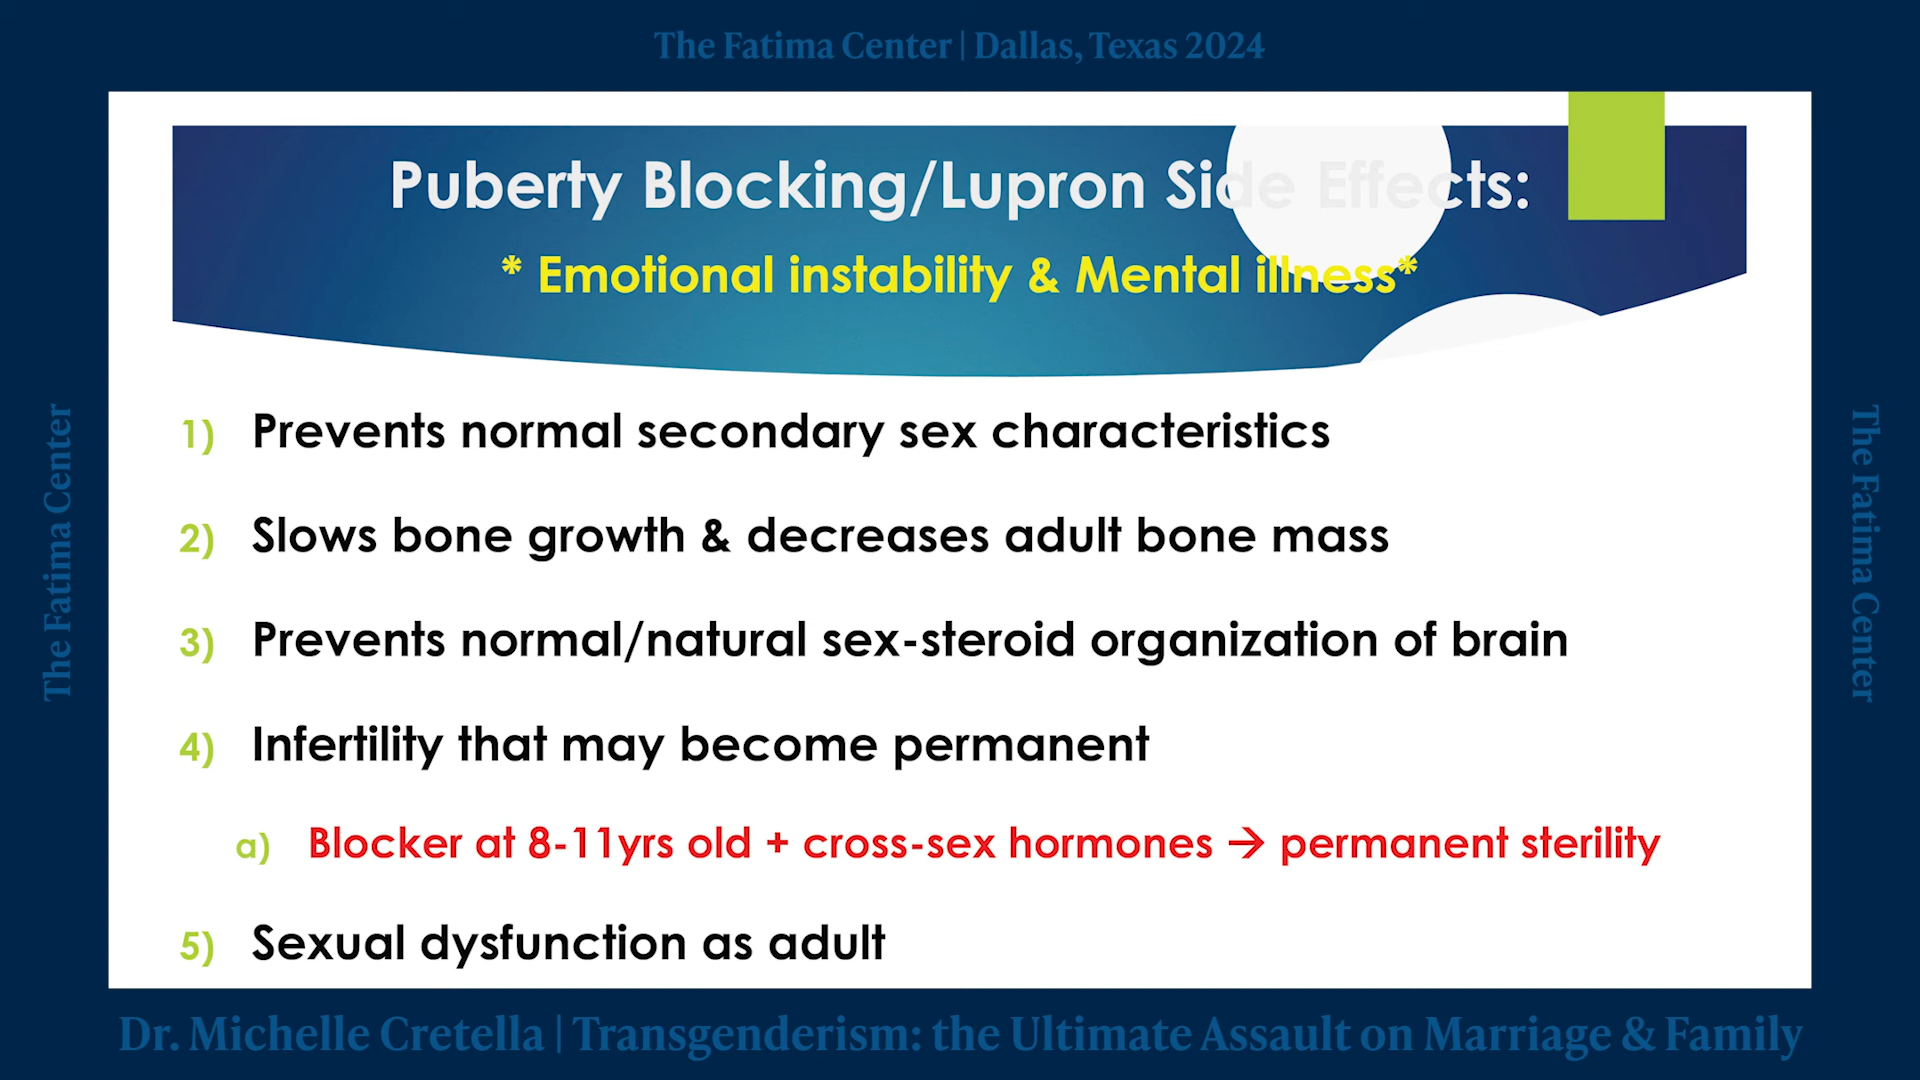 The Fatima Center | Dallas, Texas 2024
Puberty Blocking/Lupron Side Effects:
* Emotional instability & Mental illness*
1) Prevents normal secondary sex characteristics
2) Slows bone growth & decreases adult bone mass
3) Prevents normal/natural sex-steroid organization of brain
4) Infertility that may become permanent
a) Blocker at 8-11yrs old + cross-sex hormones → permanent sterility
5) Sexual dysfunction as adult
The Fatima Center
The Fatima Center
Dr. Michelle Cretella | Transgenderism: the Ultimate Assault on Marriage & Family